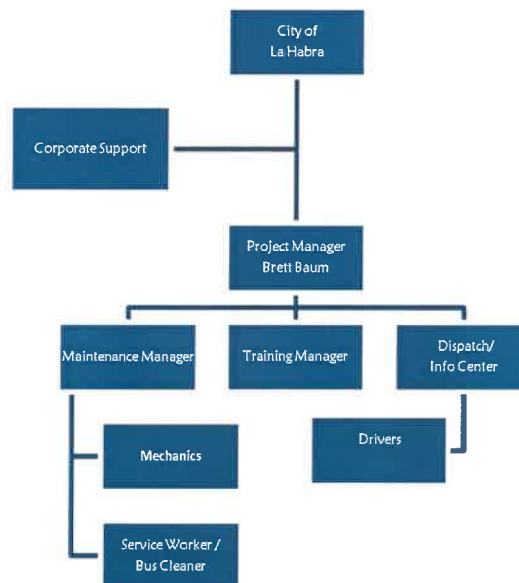 City of
La Habra
Corporate Support
Project Manager
Brett Baum
Maintenance Manager
Training Manager
Dispatch/
Info Center
Mechanics
Drivers
Service Worker /
Bus Cleaner